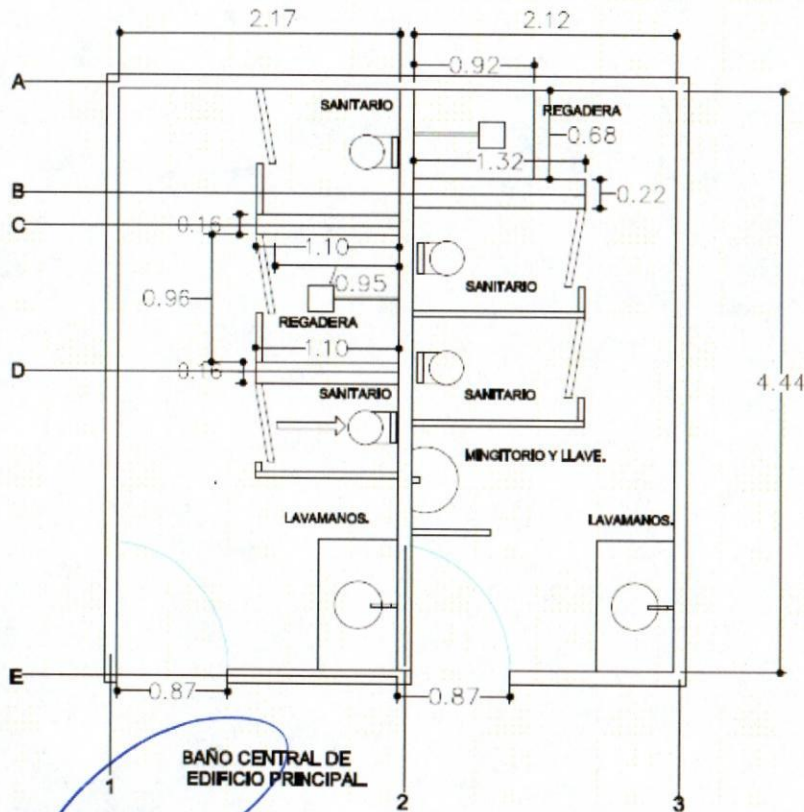 2.17
2.12
0.92
A
SANITARIO
REGADERA
0.68
1.32
B
0.22
C
0.16
1.10
0.95
SANITARIO
0.96
REGADERA
1.10
D
0.16
4.44
SANITARIO
SANITARIO
MINGITORIO Y LLAVE.
LAVAMANOS.
LAVAMANOS.
E
0.87
0.87
BAÑO CENTRAL DE
EDIFICIO PRINCIPAL
1
2
3